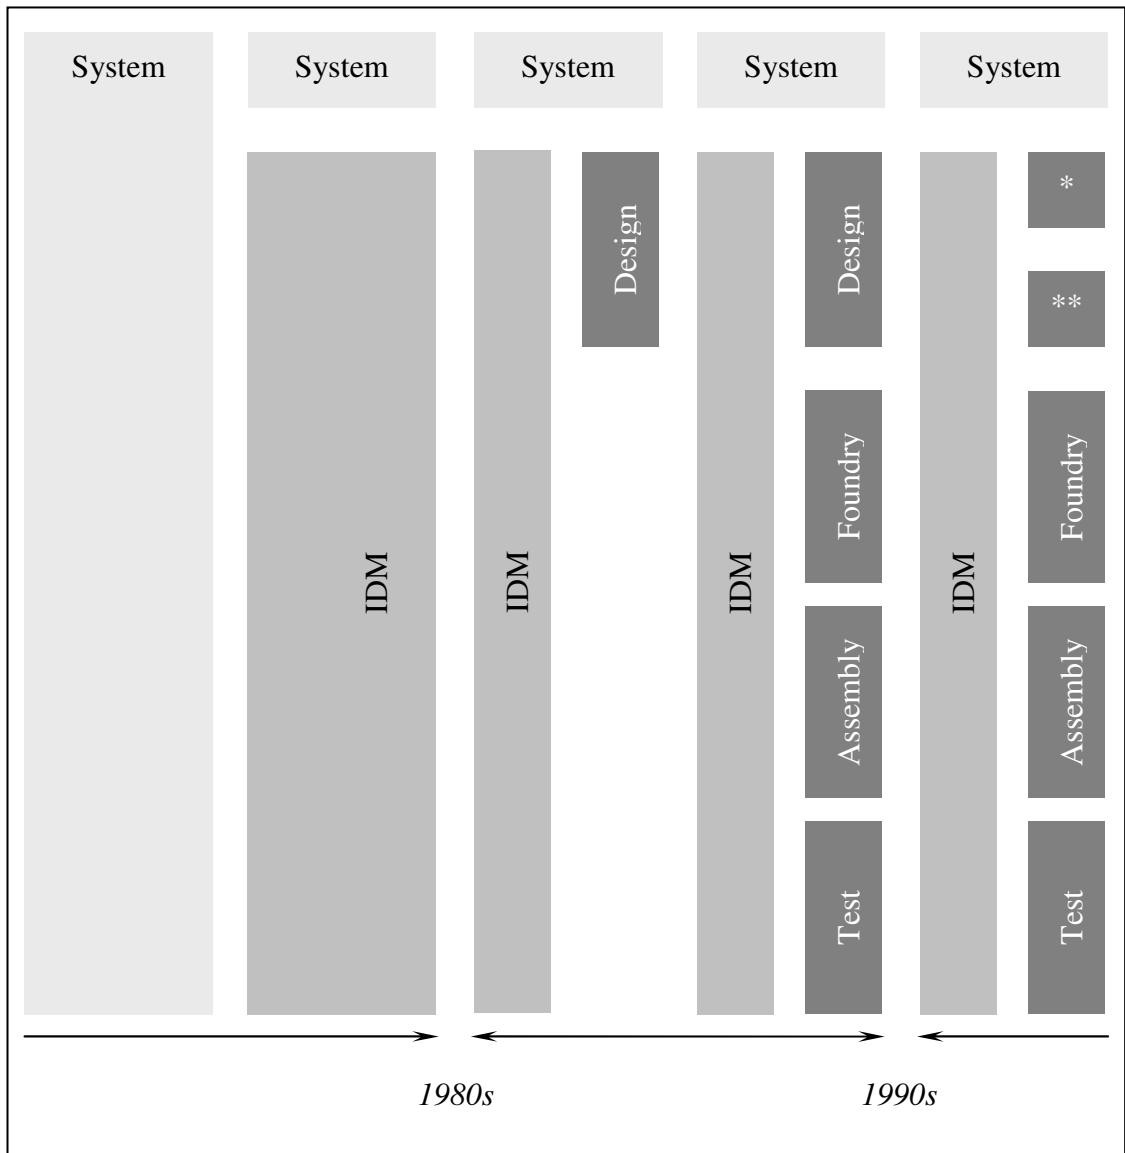 System
System
System
System
System
IDM
IDM
Design
IDM
Design
Foundry
Assembly
Test
IDM
*
**
Foundry
Assembly
Test
1980s
1990s